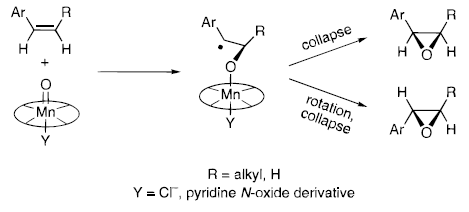 Ar R
H H
+
O
Mn
Y
Ar R
H
O
Mn
Y
collapse
rotation,
collapse
Ar R
H O H
H R
Ar O H
R = alkyl, H
Y = Cl⁻, pyridine N-oxide derivative